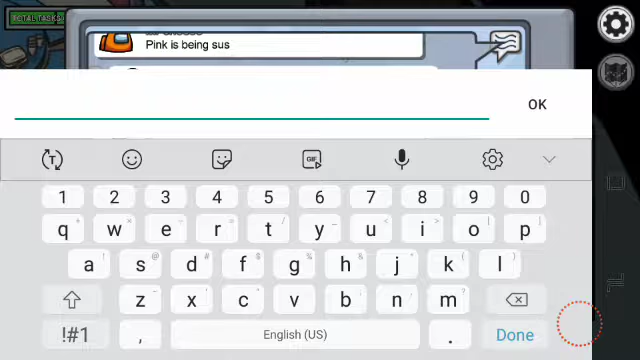 TOTAL TASKS
Pink is being sus
OK
GIF
1 2 3 4 5 6 7 8 9 0
q w e r t y u i o p
a s d f g h j k l
z x c v b n m
!#1 , English (US) . Done